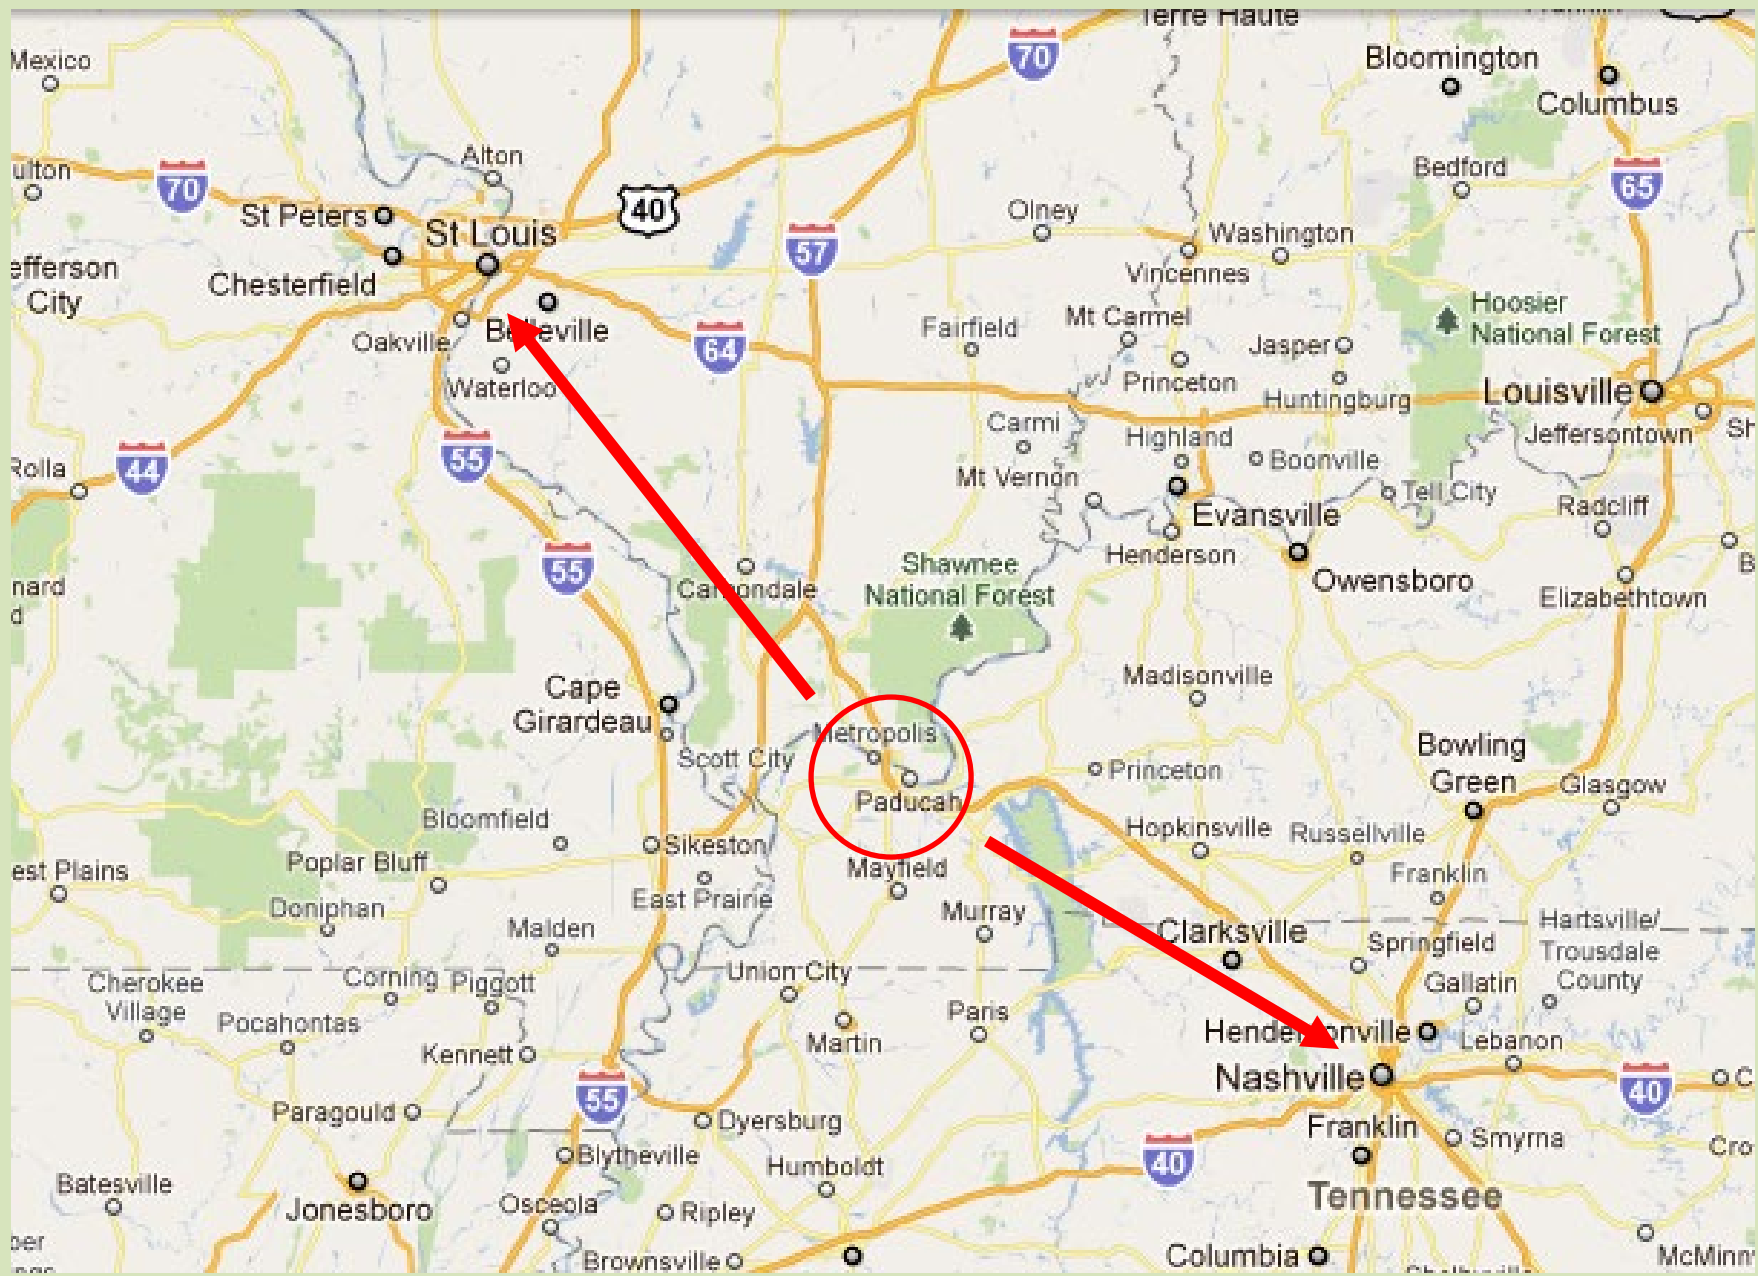 Terre Haute
70
Mexico
Bloomington
Columbus
Alton
Bedford
70
65
St Peters
40
Olney
St Louis
Washington
57
Vincennes
Chesterfield
City
Hoosier
National Forest
Mt Carmel
Fairfield
Belleville
Oakville
64
Jasper
Princeton
Waterloo
Louisville
Huntingburg
Carmi
Highland
Jeffersontown
55
44
Boonville
Mt Vernon
Tell City
Radcliff
Evansville
Henderson
Shawnee
National Forest
55
Owensboro
Carbondale
Elizabethtown
Madisonville
Cape
Girardeau
Metropolis
Scott City
Bowling
Green
Princeton
Glasgow
Paducah
Bloomfield
Hopkinsville
Russellville
Sikeston
Poplar Bluff
Mayfield
est Plains
Franklin
East Prairie
Doniphan
Murray
Hartsville/
Trousdale
County
Malden
Clarksville
Springfield
Union City
Cherokee
Village
Corning
Piggott
Gallatin
Paris
Pocahontas
Hendersonville
Martin
Lebanon
Kennett
Nashville
55
40
Paragould
Dyersburg
Franklin
Smyrna
40
Blytheville
Humboldt
Batesville
Tennessee
Jonesboro
Osceola
Ripley
Brownsville
Columbia
McMinn